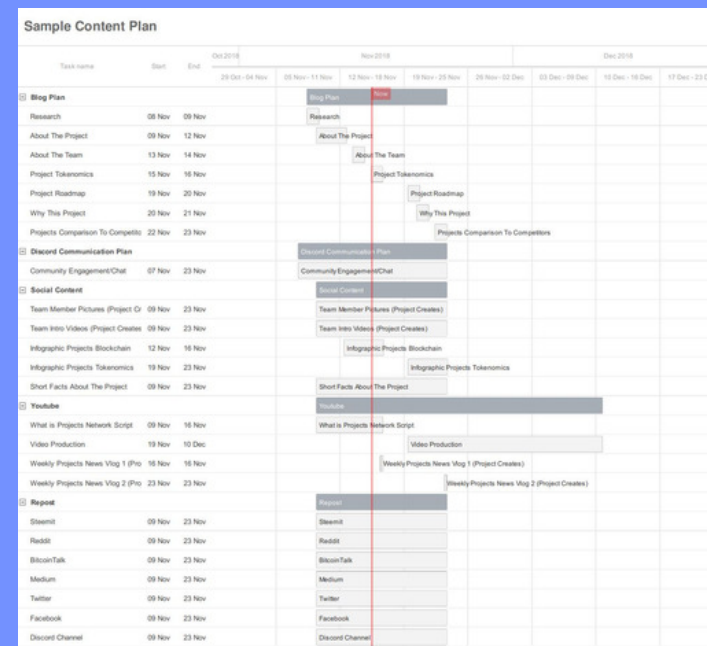 Sample Content Plan
Oct 2018 Nov 2018 Dec 2018
Task name Start End
29 Oct - 04 Nov 05 Nov - 11 Nov 12 Nov - 18 Nov 19 Nov - 25 Nov 26 Nov - 02 Dec 03 Dec - 09 Dec 10 Dec - 16 Dec 17 Dec - 23 D
Blog Plan Blog Plan Now
Research 08 Nov 09 Nov Research
About The Project 09 Nov 12 Nov About The Project
About The Team 13 Nov 14 Nov About The Team
Project Tokenomics 15 Nov 16 Nov Project Tokenomics
Project Roadmap 19 Nov 20 Nov Project Roadmap
Why This Project 20 Nov 21 Nov Why This Project
Projects Comparison To Competito 22 Nov 23 Nov Projects Comparison To Competitors
Discord Communication Plan Discord Communication Plan
Community Engagement/Chat 07 Nov 23 Nov Community Engagement/Chat
Social Content Social Content
Team Member Pictures (Project Cr 09 Nov 23 Nov Team Member Pictures (Project Creates)
Team Intro Videos (Project Creates 09 Nov 23 Nov Team Intro Videos (Project Creates)
Infographic Projects Blockchain 12 Nov 16 Nov Infographic Projects Blockchain
Infographic Projects Tokenomics 19 Nov 23 Nov Infographic Projects Tokenomics
Short Facts About The Project 09 Nov 23 Nov Short Facts About The Project
Youtube Youtube
What is Projects Network Script 09 Nov 16 Nov What is Projects Network Script
Video Production 19 Nov 10 Dec Video Production
Weekly Projects News Vlog 1 (Pro 16 Nov 16 Nov Weekly Projects News Vlog 1 (Project Creates)
Weekly Projects News Vlog 2 (Pro 23 Nov 23 Nov Weekly Projects News Vlog 2 (Project Creates)
Repost Repost
Steemit 09 Nov 23 Nov Steemit
Reddit 09 Nov 23 Nov Reddit
BitcoinTalk 09 Nov 23 Nov BitcoinTalk
Medium 09 Nov 23 Nov Medium
Twitter 09 Nov 23 Nov Twitter
Facebook 09 Nov 23 Nov Facebook
Discord Channel 09 Nov 23 Nov Discord Channel